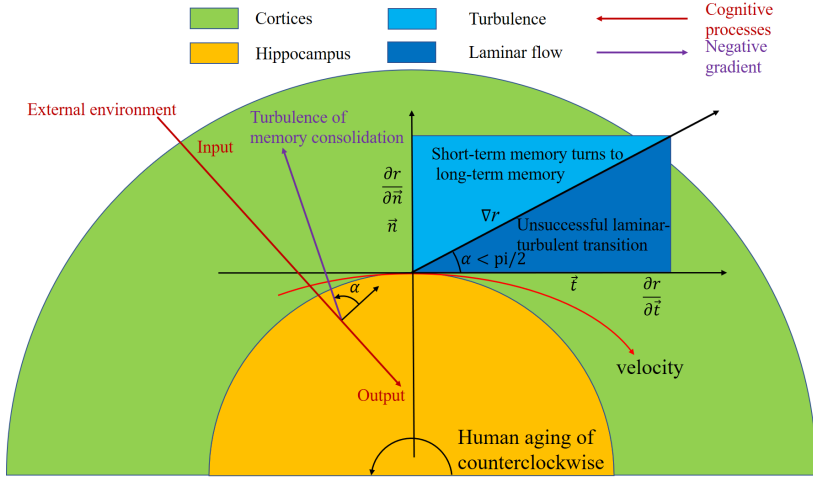 Cortices
Turbulence
Cognitive
processes
Hippocampus
Laminar flow
Negative
gradient
External environment
Input
Turbulence of
memory consolidation
Short-term memory turns to
long-term memory
∂r
∂n⃗
n⃗
∇r
Unsuccessful laminar-
turbulent transition
α < pi/2
α
t⃗
∂r
∂t⃗
velocity
Output
Human aging of
counterclockwise